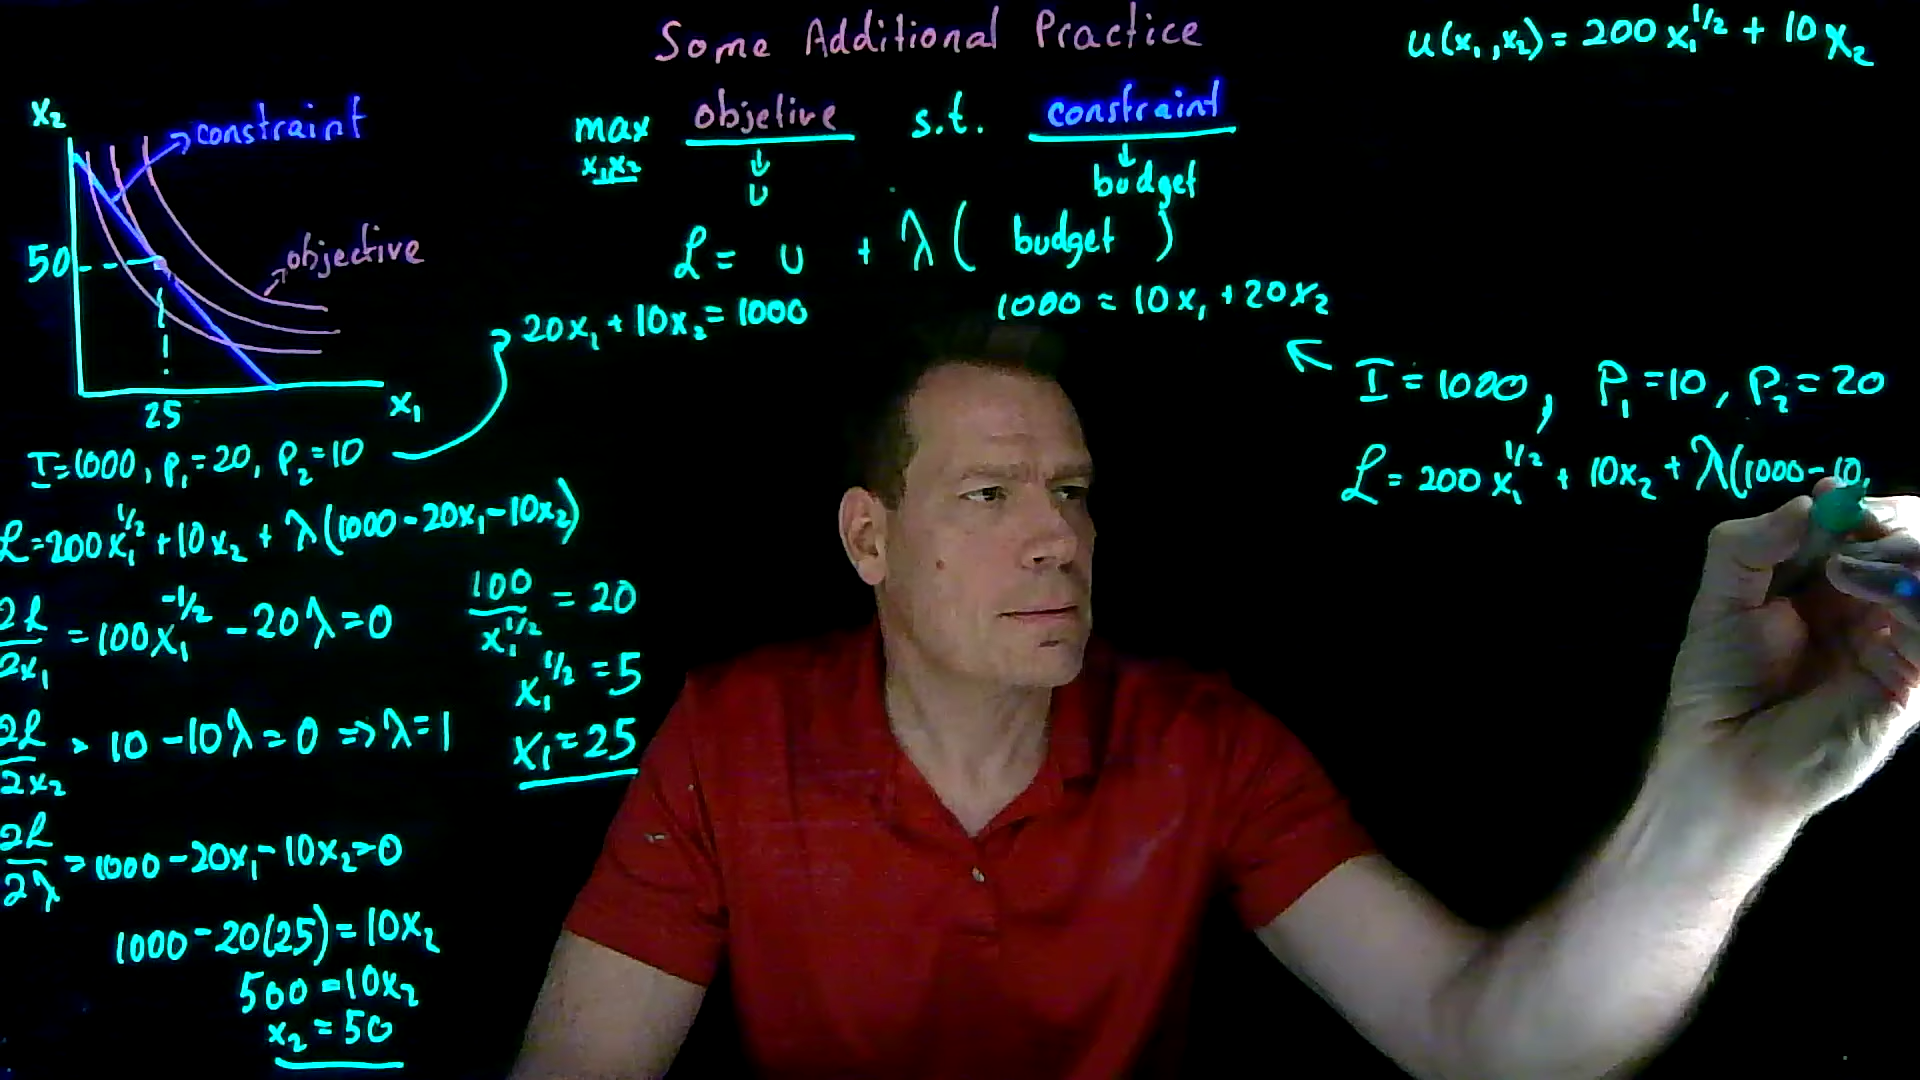 Some Additional Practice
u(x₁,x₂) = 200x₁^1/2 + 10x₂
max x₁x₂ objetive s.t. constraint
↓ U ↓ budget
ℒ = U + λ( budget )
x₂
constraint
objective
50
25
x₁
20x₁ + 10x₂ = 1000
1000 = 10x₁ + 20x₂
I=1000, P₁=20, P₂=10
ℒ=200x₁^1/2 + 10x₂ + λ(1000-20x₁-10x₂)
∂ℒ/∂x₁ = 100x₁^-1/2 - 20λ = 0
∂ℒ/∂x₂ = 10 - 10λ = 0 => λ=1
∂ℒ/∂λ = 1000 - 20x₁ - 10x₂ = 0
1000 - 20(25) = 10x₂
500 = 10x₂
x₂ = 50
100/x₁^1/2 = 20
x₁^1/2 = 5
x₁ = 25
I = 1000, P₁ = 10, P₂ = 20
ℒ = 200x₁^1/2 + 10x₂ + λ(1000-10